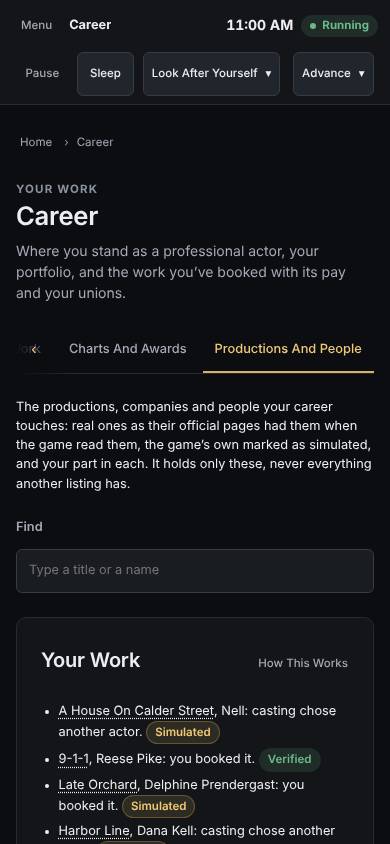 Menu Career 11:00 AM Running
Pause Sleep Look After Yourself ▾ Advance ▾
Home › Career
YOUR WORK
Career
Where you stand as a professional actor, your
portfolio, and the work you’ve booked with its pay
and your unions.
Charts And Awards Productions And People
The productions, companies and people your career
touches: real ones as their official pages had them when
the game read them, the game’s own marked as simulated,
and your part in each. It holds only these, never everything
another listing has.
Find
Type a title or a name
Your Work How This Works
• A House On Calder Street, Nell: casting chose
another actor. Simulated
• 9-1-1, Reese Pike: you booked it. Verified
• Late Orchard, Delphine Prendergast: you
booked it. Simulated
• Harbor Line, Dana Kell: casting chose another